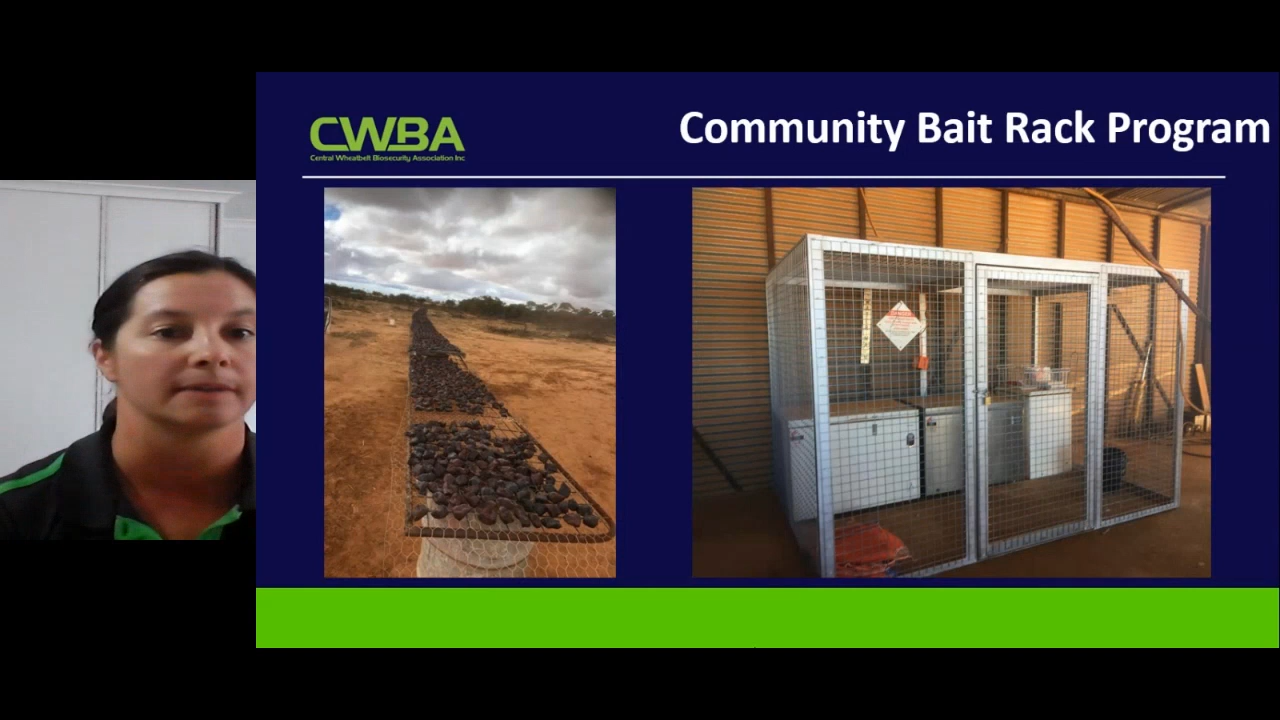 CWBA
Central Wheatbelt Biosecurity Association Inc
Community Bait Rack Program